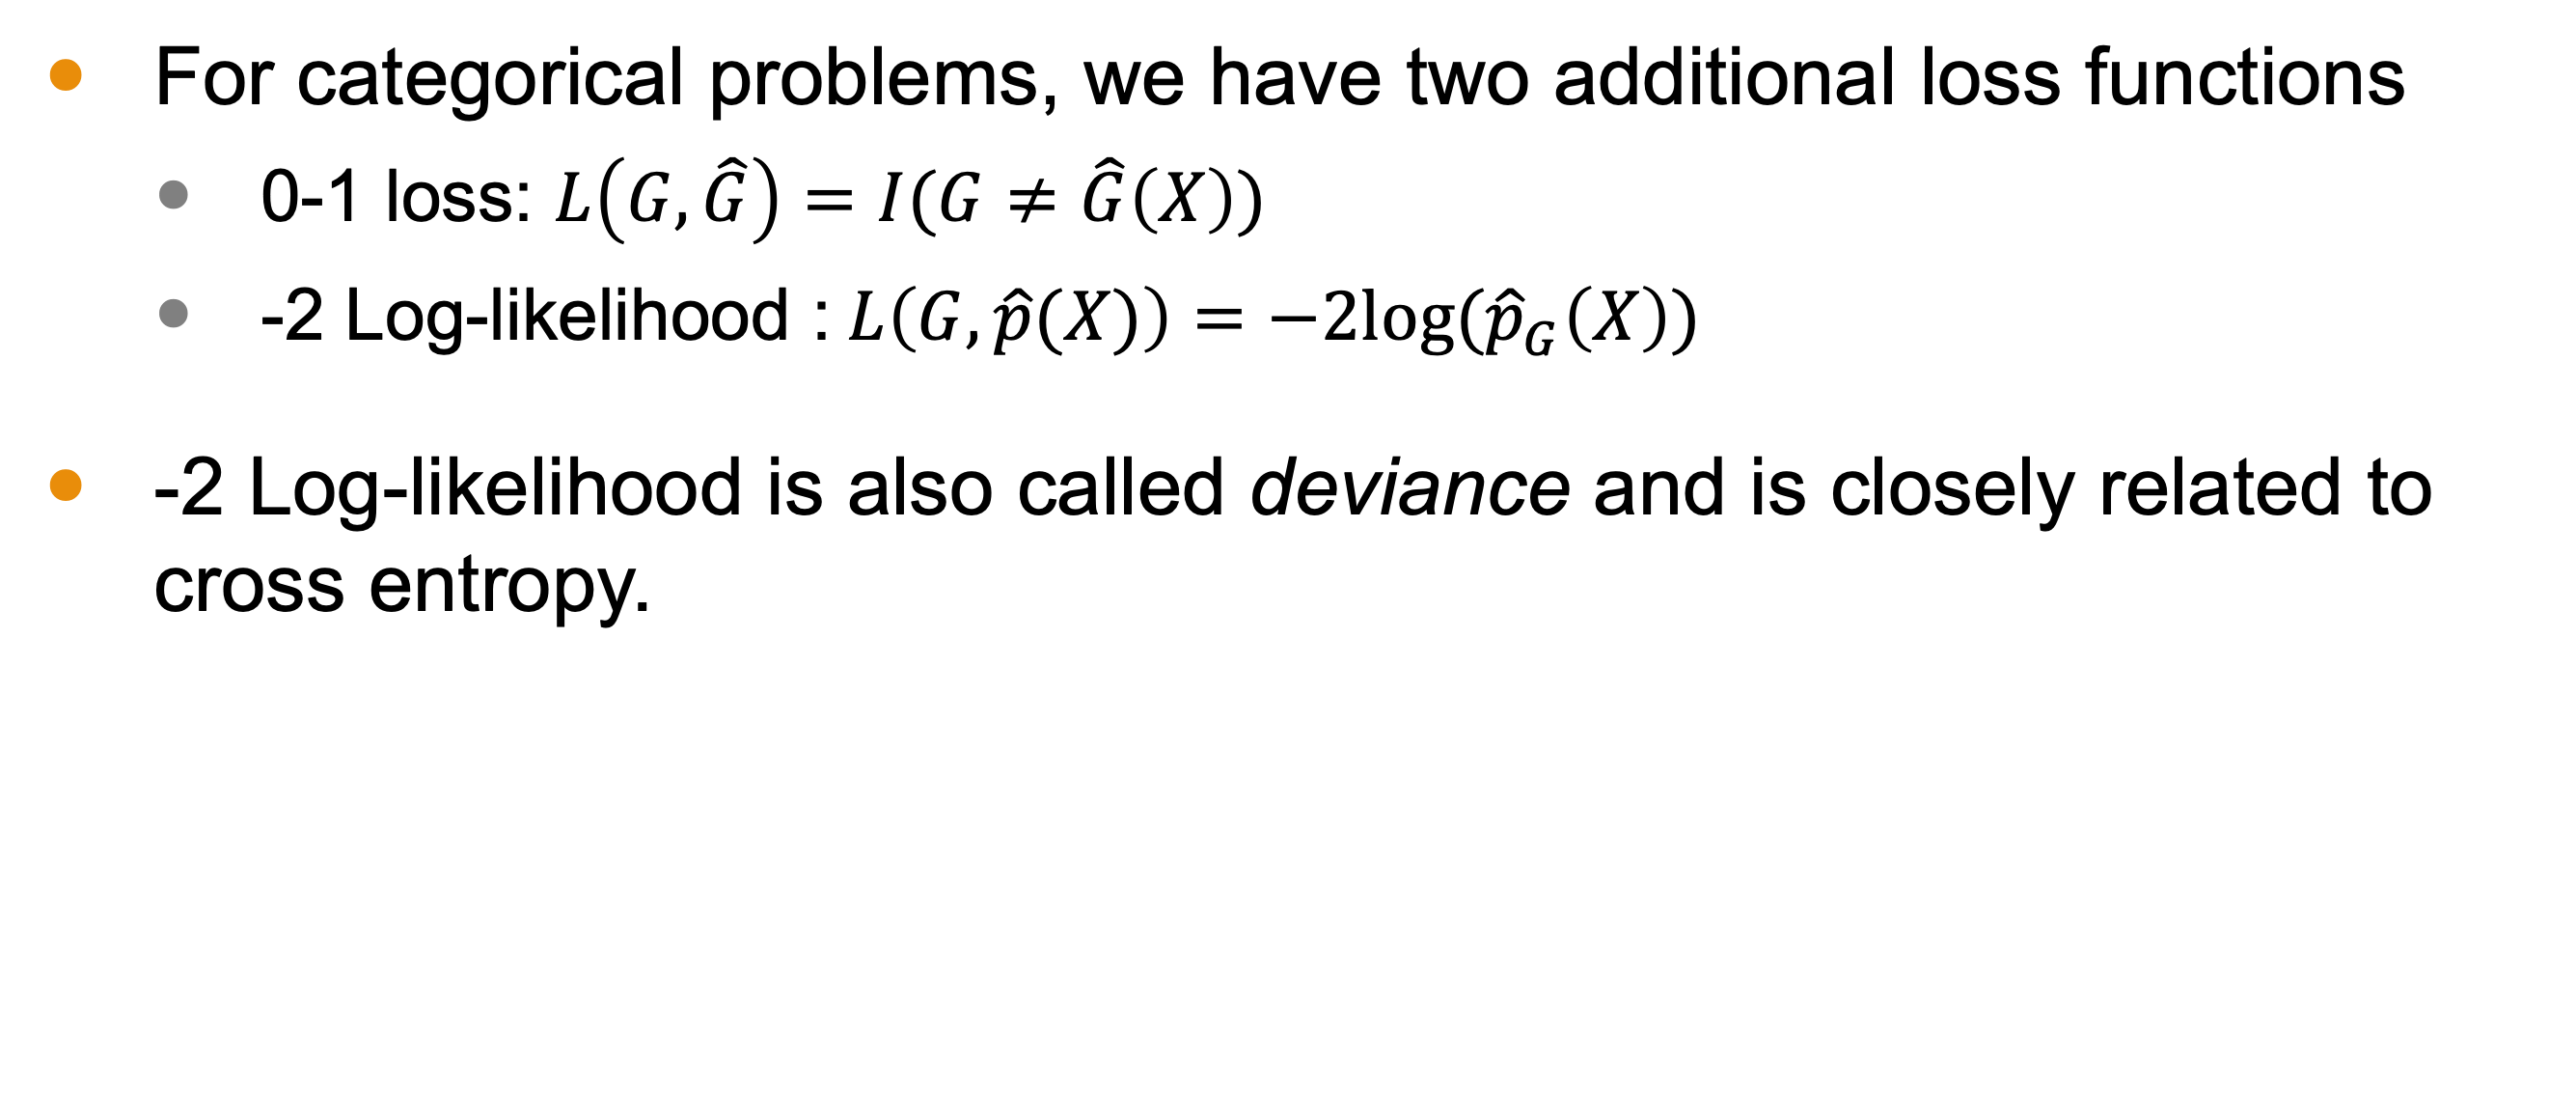 • For categorical problems, we have two additional loss functions
• 0-1 loss: 𝐿(𝐺, 𝐺̂) = 𝐼(𝐺 ≠ 𝐺̂(𝑋))
• -2 Log-likelihood : 𝐿(𝐺, 𝑝̂(𝑋)) = −2log(𝑝̂_𝐺(𝑋))
• -2 Log-likelihood is also called deviance and is closely related to
cross entropy.